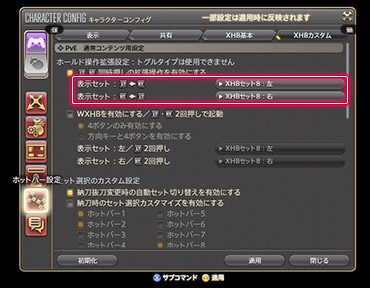 CHARACTER CONFIG キャラクターコンフィグ 一部設定は適用時に反映されます
表示 共有 XHB基本 XHBカスタム
PvE 通常コンテンツ用設定
ホールド操作拡張設定：トグルタイプは使用できません
同時押しの拡張操作を有効にする
表示セット： XHBセット8：左
表示セット： XHBセット8：右
WXHBを有効にする／ ・ 2回押しで起動
4ボタンのみ有効にする
方向キーと4ボタンを有効にする
表示セット：左／ 2回押し XHBセット8：左
表示セット：右／ 2回押し XHBセット8：右
ホットバー設定
セット選択のカスタム設定
納刀抜刀変更時の自動セット切り替えを有効にする
納刀時のセット選択カスタマイズを有効にする
ホットバー1 ホットバー5
ホットバー2 ホットバー6
ホットバー3 ホットバー7
ホットバー4 ホットバー8
初期化 適用 閉じる
X サブコマンド Y 適用